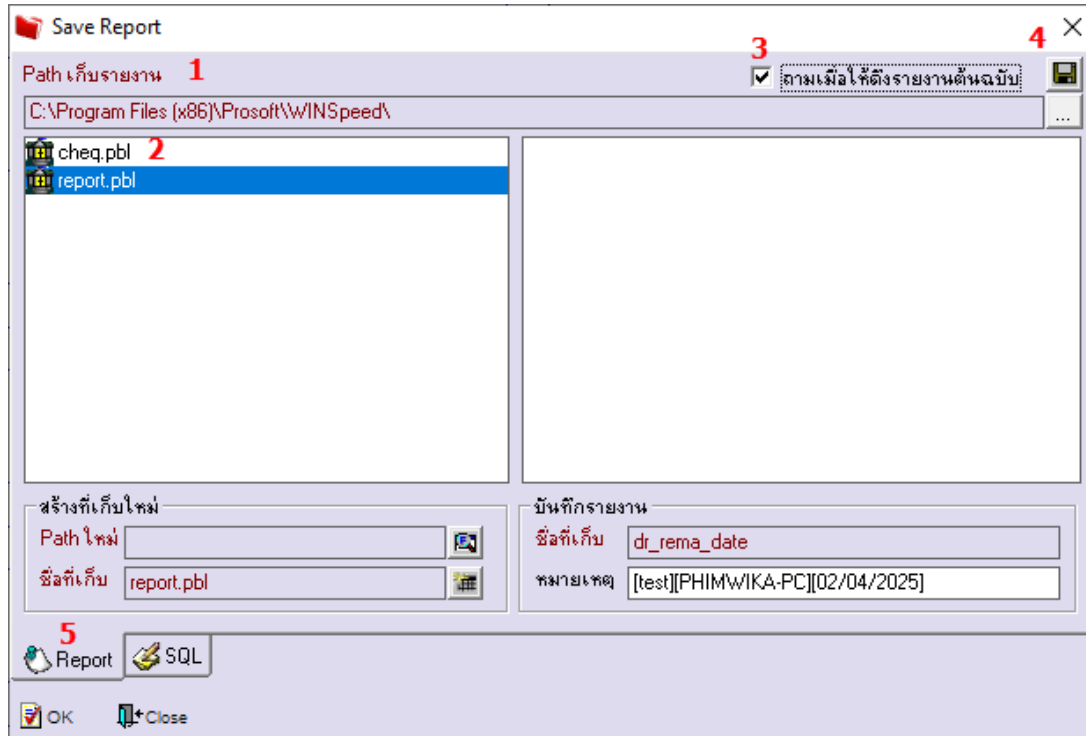 Save Report
4
Path เก็บรายงาน 1
3
ถามเมื่อให้ดึงรายงานต้นฉบับ
C:\Program Files (x86)\Prosoft\WINSpeed\
...
cheq.pbl 2
report.pbl
สร้างที่เก็บใหม่
Path ใหม่
ชื่อที่เก็บ report.pbl
บันทึกรายงาน
ชื่อที่เก็บ dr_rema_date
หมายเหตุ [test][PHIMWIKA-PC][02/04/2025]
5
Report
SQL
OK
Close